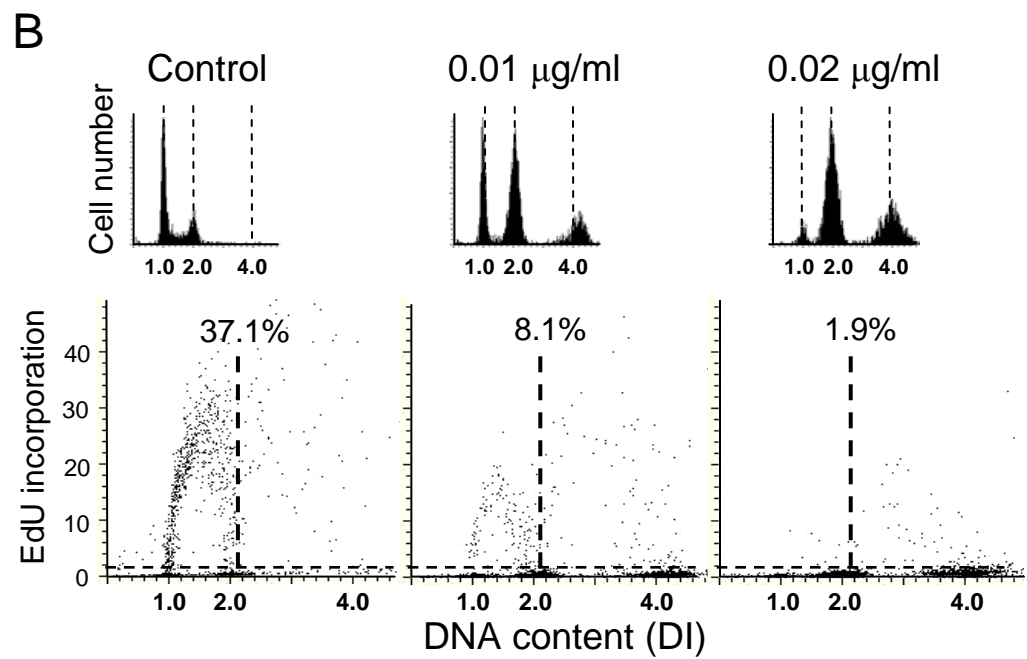 B
Control 0.01 μg/ml 0.02 μg/ml
Cell number
1.0 2.0 4.0 1.0 2.0 4.0 1.0 2.0 4.0
EdU incorporation
37.1% 8.1% 1.9%
40
30
20
10
0
1.0 2.0 4.0 1.0 2.0 4.0 1.0 2.0 4.0
DNA content (DI)